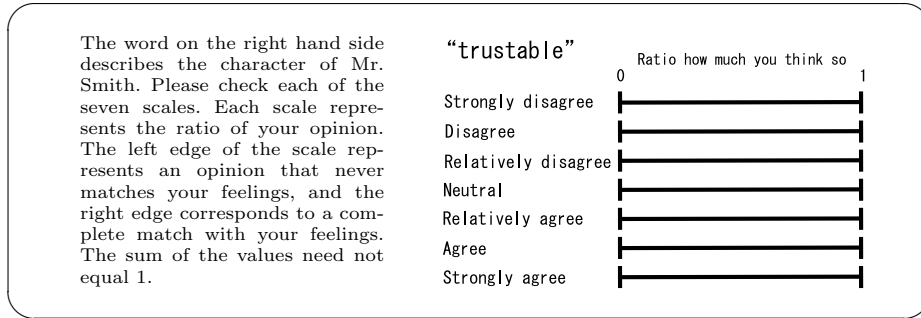 The word on the right hand side
describes the character of Mr.
Smith. Please check each of the
seven scales. Each scale repre-
sents the ratio of your opinion.
The left edge of the scale rep-
resents an opinion that never
matches your feelings, and the
right edge corresponds to a com-
plete match with your feelings.
The sum of the values need not
equal 1.
“trustable”
Ratio how much you think so
0 1
Strongly disagree
Disagree
Relatively disagree
Neutral
Relatively agree
Agree
Strongly agree